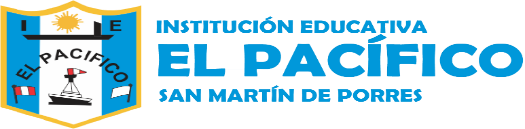 I E
EL PACIFICO
INSTITUCIÓN EDUCATIVA
EL PACÍFICO
SAN MARTÍN DE PORRES